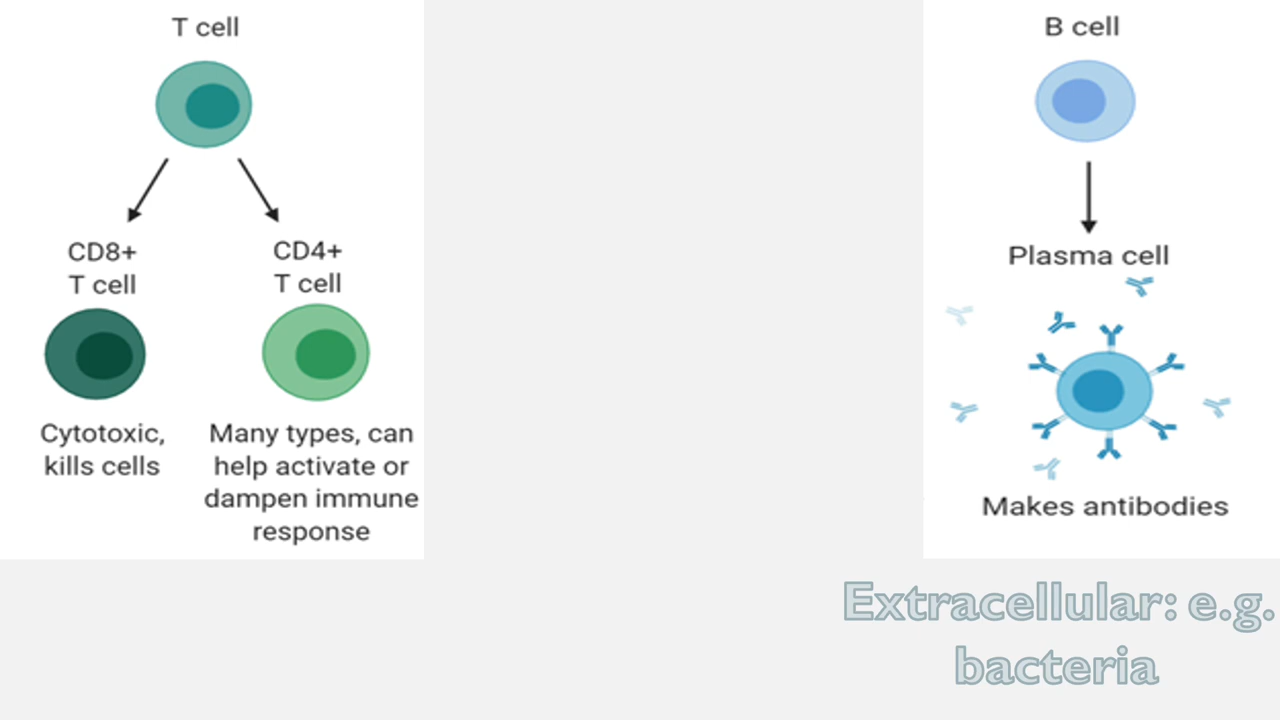 T cell
CD8+
T cell
CD4+
T cell
Cytotoxic,
kills cells
Many types, can
help activate or
dampen immune
response
B cell
Plasma cell
Makes antibodies
Extracellular: e.g.
bacteria